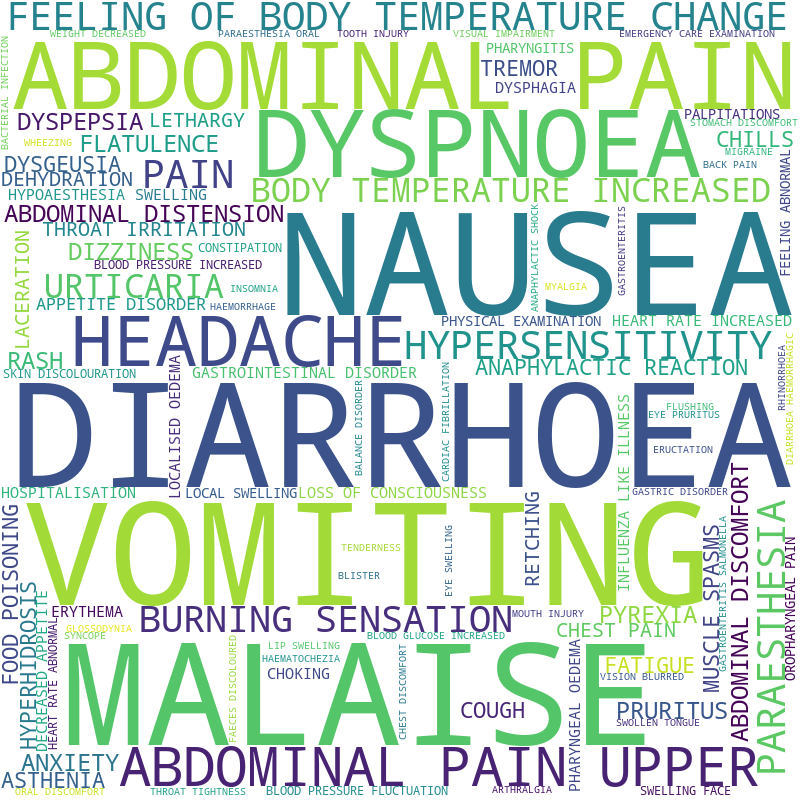 FEELING OF BODY TEMPERATURE CHANGE
WEIGHT DECREASED
PARAESTHESIA ORAL
TOOTH INJURY
VISUAL IMPAIRMENT
EMERGENCY CARE EXAMINATION
BACTERIAL INFECTION
ABDOMINAL PAIN
PHARYNGITIS
TREMOR
DYSPHAGIA
DYSPEPSIA
LETHARGY
DYSPNOEA
PALPITATIONS
STOMACH DISCOMFORT
WHEEZING
FLATULENCE
CHILLS
MIGRAINE
DYSGEUSIA
PAIN
BACK PAIN
DEHYDRATION
HYPOAESTHESIA
SWELLING
BODY TEMPERATURE INCREASED
FEELING ABNORMAL
ABDOMINAL DISTENSION
NAUSEA
ANAPHYLACTIC SHOCK
GASTROENTERITIS
THROAT IRRITATION
LACERATION
DIZZINESS
CONSTIPATION
BLOOD PRESSURE INCREASED
URTICARIA
INSOMNIA
MYALGIA
APPETITE DISORDER
HAEMORRHAGE
HEADACHE
PHYSICAL EXAMINATION
HEART RATE INCREASED
HYPERSENSITIVITY
RASH
ANAPHYLACTIC REACTION
SKIN DISCOLOURATION
LOCALISED OEDEMA
GASTROINTESTINAL DISORDER
RHINORRHOEA
DIARRHOEA HAEMORRHAGIC
DIARRHOEA
BALANCE DISORDER
CARDIAC FIBRILLATION
INFLUENZA LIKE ILLNESS
FLUSHING
EYE PRURITUS
ERUCTATION
HOSPITALISATION
LOCAL SWELLING
LOSS OF CONSCIOUSNESS
GASTRIC DISORDER
VOMITING
FOOD POISONING
TENDERNESS
BLISTER
EYE SWELLING
RETCHING
MUSCLE SPASMS
GASTROENTERITIS SALMONELLA
ABDOMINAL DISCOMFORT
PARAESTHESIA
OROPHARYNGEAL PAIN
HYPERHIDROSIS
DECREASED APPETITE
HEART RATE ABNORMAL
ERYTHEMA
GLOSSODYNIA
SYNCOPE
BURNING SENSATION
MOUTH INJURY
PYREXIA
CHEST PAIN
BLOOD GLUCOSE INCREASED
MALAISE
FAECES DISCOLOURED
LIP SWELLING
HAEMATOCHEZIA
CHOKING
CHEST DISCOMFORT
PHARYNGEAL OEDEMA
FATIGUE
VISION BLURRED
COUGH
PRURITUS
SWOLLEN TONGUE
ANXIETY
ASTHENIA
ABDOMINAL PAIN UPPER
ORAL DISCOMFORT
THROAT TIGHTNESS
BLOOD PRESSURE FLUCTUATION
ARTHRALGIA
SWELLING FACE